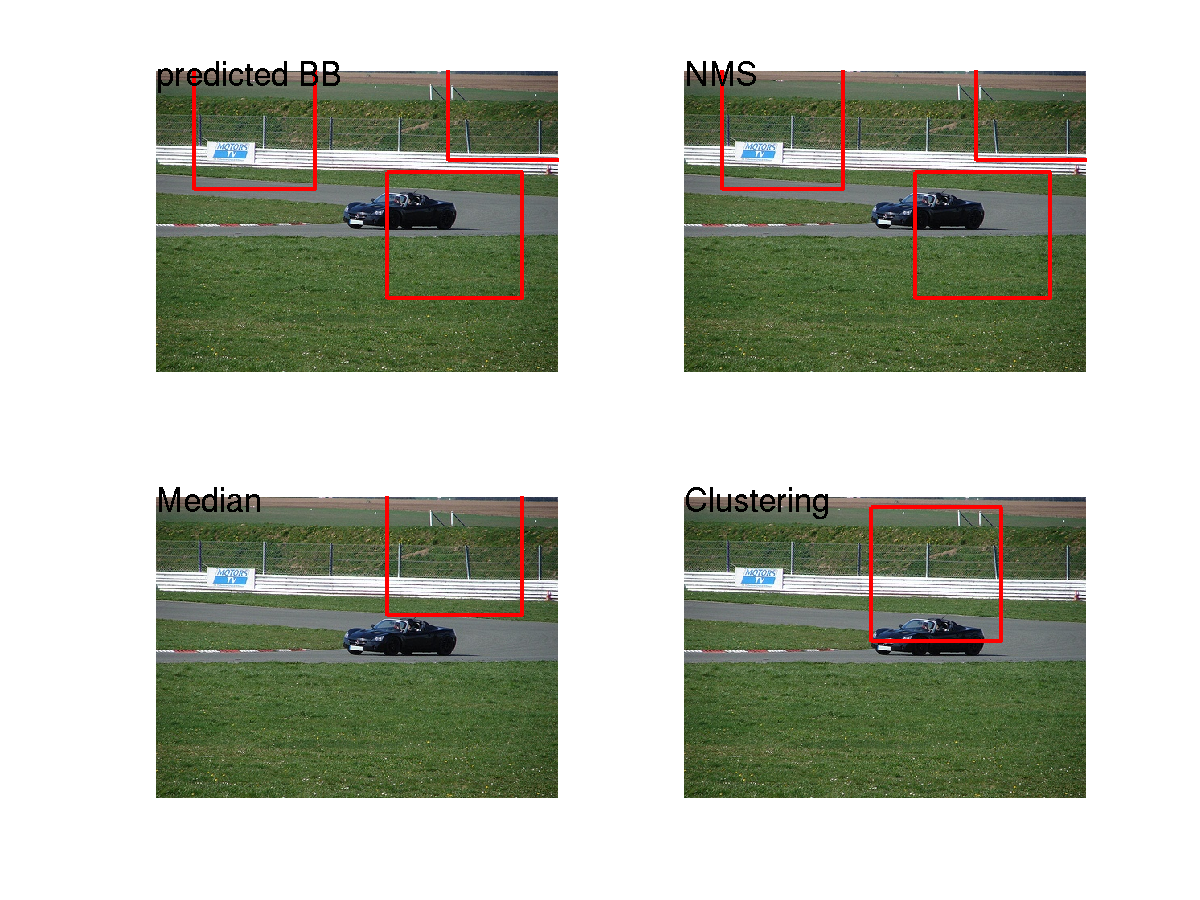 predicted BB
NMS
MOTORS
TV
MOTORS
TV
Median
Clustering
MOTORS
TV
MOTORS
TV